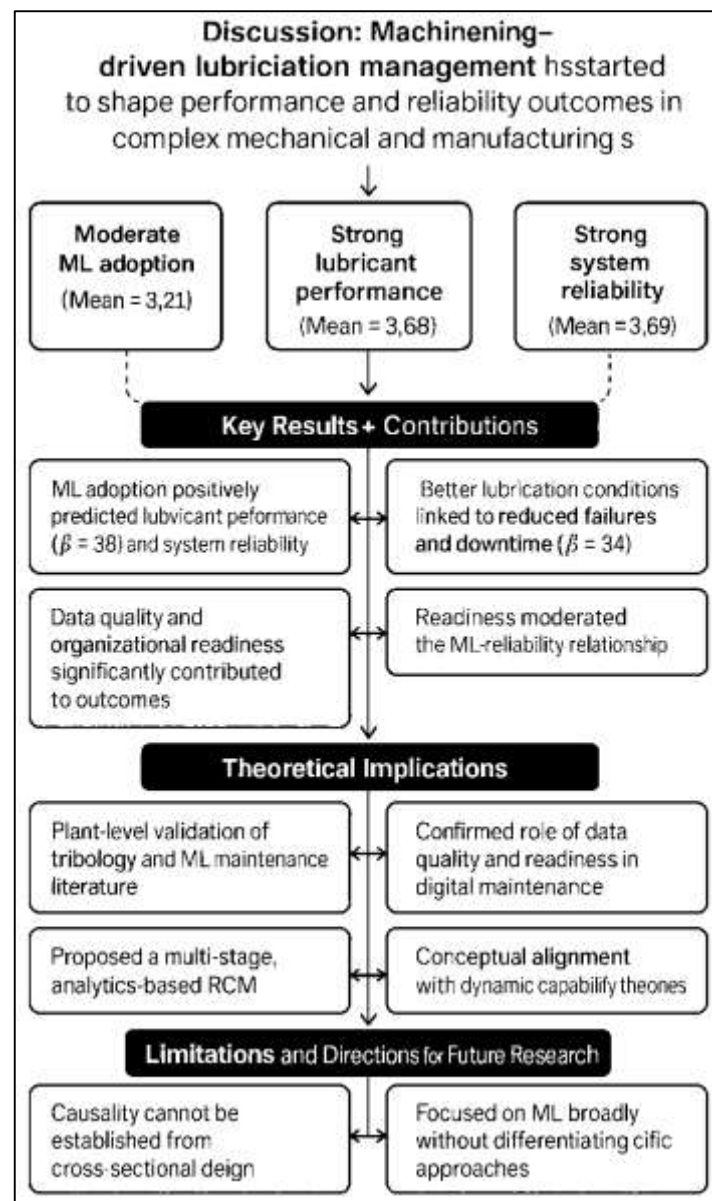 Discussion: Machinening–
driven lubriciation management hsstarted
to shape performance and reliability outcomes in
complex mechanical and manufacturing s
Moderate
ML adoption
(Mean = 3,21)
Strong
lubricant
performance
(Mean = 3,68)
Strong
system
reliability
(Mean = 3,69)
Key Results + Contributions
ML adoption positively
predicted lubvicant peformance
(β = 38) and system reliability
Better lubrication conditions
linked to reduced failures
and downtime (β = 34)
Data quality and
organizational readiness
significantly contributed
to outcomes
Readiness moderated
the ML-reliability relationship
Theoretical Implications
Plant-level validation of
tribology and ML maintenance
literature
Confirmed role of data
quality and readiness in
digital maintenance
Proposed a multi-stage,
analytics-based RCM
Conceptual alignment
with dynamic capabilify theones
Limitations and Directions for Future Research
Causality cannot be
established from
cross-sectional deign
Focused on ML broadly
without differentiating cific
approaches